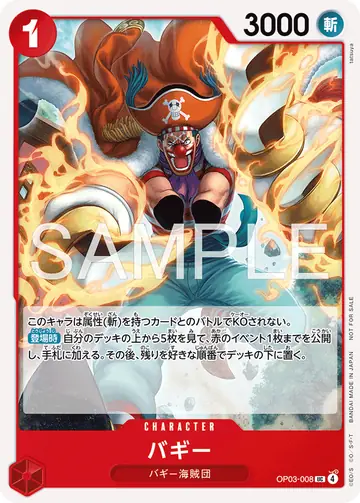 1
3000
斬
tatsuya
SAMPLE
このキャラは属性(斬)を持つカードとのバトルでKOされない。
登場時 自分のデッキの上から5枚を見て、赤のイベント1枚までを公開
し、手札に加える。その後、残りを好きな順番でデッキの下に置く。
CHARACTER
バギー
バギー海賊団
OP03-008 UC 4
©E.O/S. ©O. -S・F・T BANDAI MADE IN JAPAN NOT FOR SALE